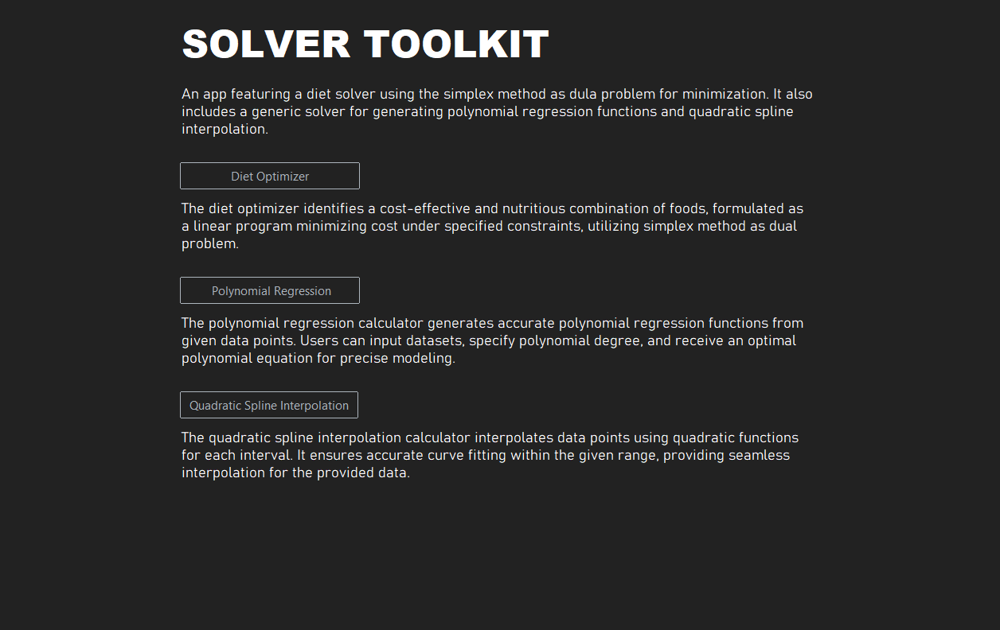 SOLVER TOOLKIT
An app featuring a diet solver using the simplex method as dula problem for minimization. It also
includes a generic solver for generating polynomial regression functions and quadratic spline
interpolation.
Diet Optimizer
The diet optimizer identifies a cost-effective and nutritious combination of foods, formulated as
a linear program minimizing cost under specified constraints, utilizing simplex method as dual
problem.
Polynomial Regression
The polynomial regression calculator generates accurate polynomial regression functions from
given data points. Users can input datasets, specify polynomial degree, and receive an optimal
polynomial equation for precise modeling.
Quadratic Spline Interpolation
The quadratic spline interpolation calculator interpolates data points using quadratic functions
for each interval. It ensures accurate curve fitting within the given range, providing seamless
interpolation for the provided data.